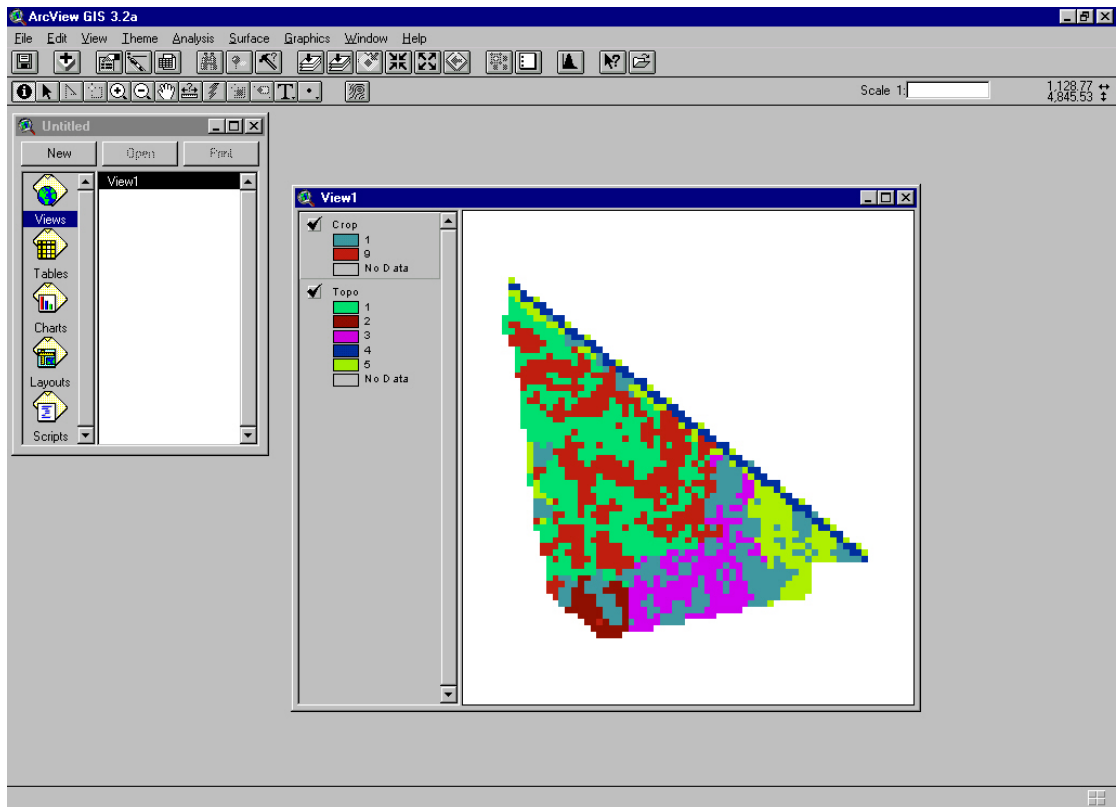 ArcView GIS 3.2a
File Edit View Theme Analysis Surface Graphics Window Help
T
Scale 1:
1,128.77
4,845.53
Untitled
New Open Print
Views
Tables
Charts
Layouts
Scripts
View1
View1
Crop
1
9
No Data
Topo
1
2
3
4
5
No Data